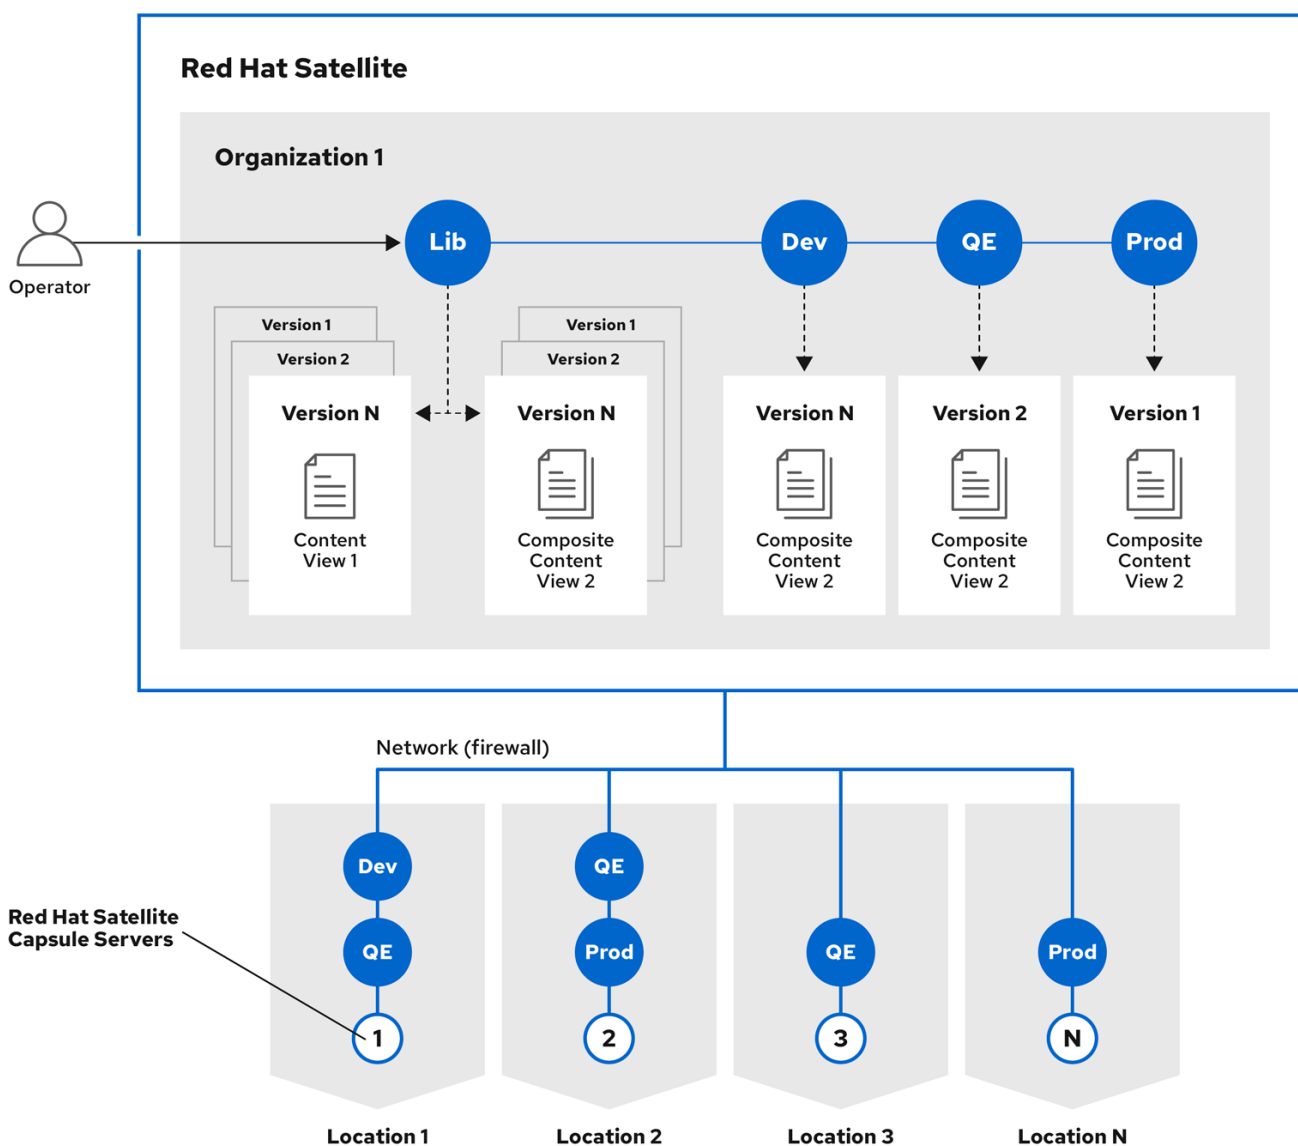 Red Hat Satellite
Organization 1
Operator
Lib
Dev
QE
Prod
Version 1
Version 2
Version N
Content
View 1
Version 1
Version 2
Version N
Composite
Content
View 2
Version N
Composite
Content
View 2
Version 2
Composite
Content
View 2
Version 1
Composite
Content
View 2
Network (firewall)
Red Hat Satellite
Capsule Servers
Dev
QE
1
Location 1
QE
Prod
2
Location 2
QE
3
Location 3
Prod
N
Location N